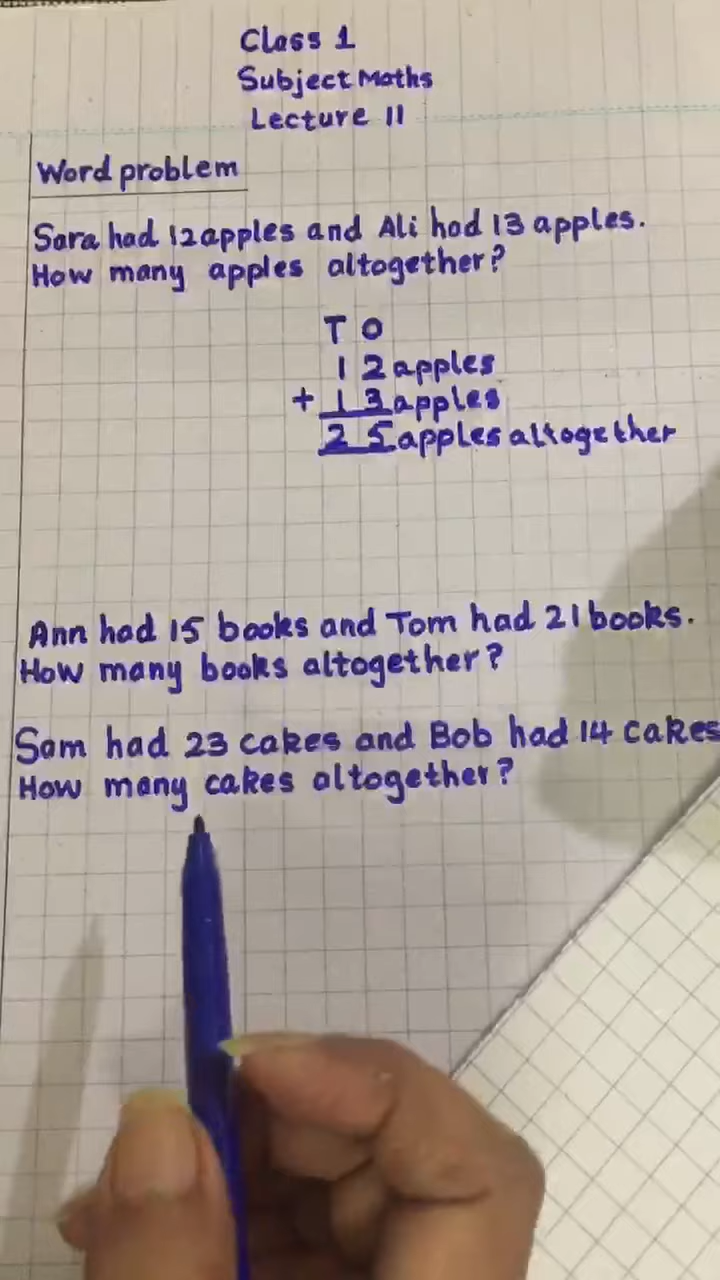 Class 1
Subject Maths
Lecture 11
Word problem
Sara had 12 apples and Ali had 13 apples.
How many apples altogether?
T O
1 2 apples
+ 1 3 apples
2 5 apples altogether
Ann had 15 books and Tom had 21 books.
How many books altogether?
Sam had 23 cakes and Bob had 14 cakes
How many cakes altogether?